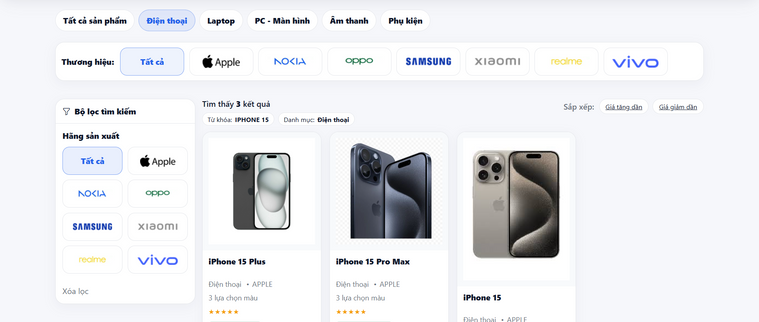 Tất cả sản phẩm Điện thoại Laptop PC - Màn hình Âm thanh Phụ kiện
Thương hiệu: Tất cả Apple NOKIA oppo SAMSUNG xiaomi realme vivo
Bộ lọc tìm kiếm
Hãng sản xuất
Tất cả Apple
NOKIA oppo
SAMSUNG xiaomi
realme vivo
Xóa lọc
Tìm thấy 3 kết quả
Sắp xếp: Giá tăng dần Giá giảm dần
Từ khóa: IPHONE 15 Danh mục: Điện thoại
iPhone 15 Plus
Điện thoại • APPLE
3 lựa chọn màu
★★★★★
iPhone 15 Pro Max
Điện thoại • APPLE
3 lựa chọn màu
★★★★★
iPhone 15
Điện thoại • APPLE